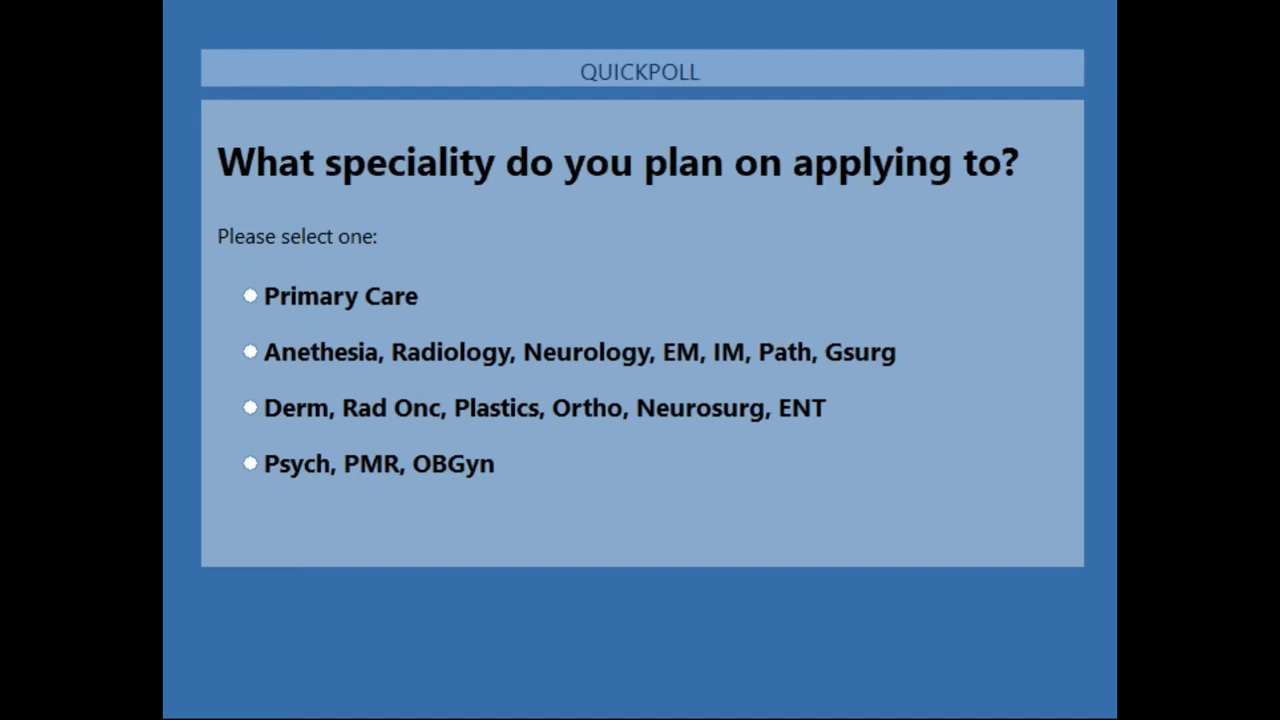 QUICKPOLL
What speciality do you plan on applying to?
Please select one:
Primary Care
Anethesia, Radiology, Neurology, EM, IM, Path, Gsurg
Derm, Rad Onc, Plastics, Ortho, Neurosurg, ENT
Psych, PMR, OBGyn